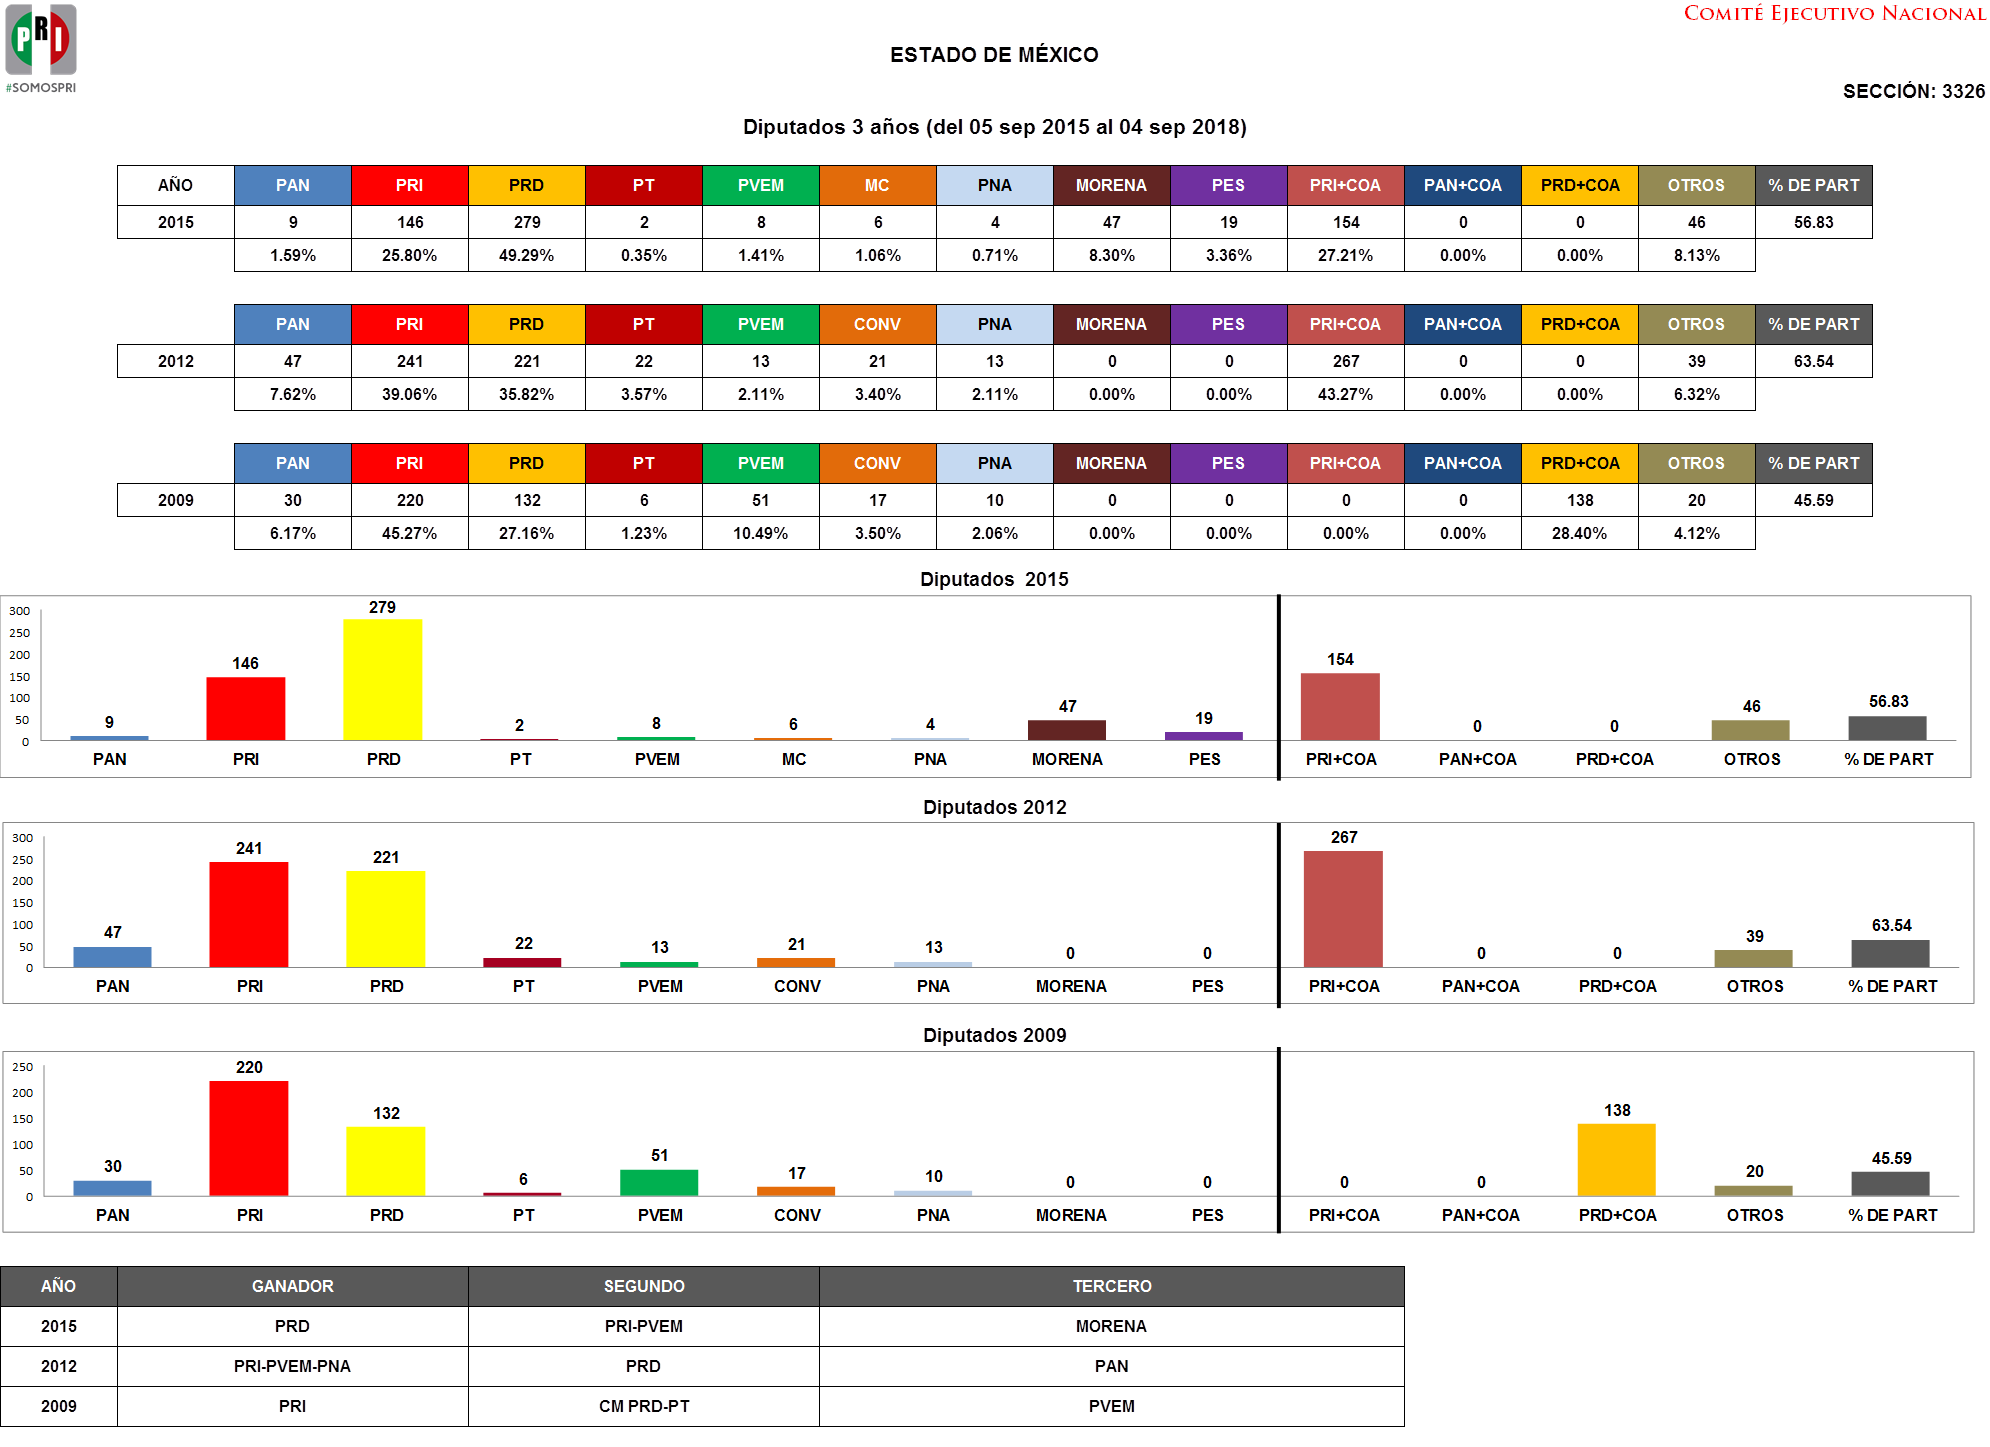 PRI
#SOMOSPRI
COMITÉ EJECUTIVO NACIONAL
ESTADO DE MÉXICO
SECCIÓN: 3326
Diputados 3 años (del 05 sep 2015 al 04 sep 2018)
AÑO PAN PRI PRD PT PVEM MC PNA MORENA PES PRI+COA PAN+COA PRD+COA OTROS % DE PART
2015 9 146 279 2 8 6 4 47 19 154 0 0 46 56.83
1.59% 25.80% 49.29% 0.35% 1.41% 1.06% 0.71% 8.30% 3.36% 27.21% 0.00% 0.00% 8.13%
PAN PRI PRD PT PVEM CONV PNA MORENA PES PRI+COA PAN+COA PRD+COA OTROS % DE PART
2012 47 241 221 22 13 21 13 0 0 267 0 0 39 63.54
7.62% 39.06% 35.82% 3.57% 2.11% 3.40% 2.11% 0.00% 0.00% 43.27% 0.00% 0.00% 6.32%
PAN PRI PRD PT PVEM CONV PNA MORENA PES PRI+COA PAN+COA PRD+COA OTROS % DE PART
2009 30 220 132 6 51 17 10 0 0 0 0 138 20 45.59
6.17% 45.27% 27.16% 1.23% 10.49% 3.50% 2.06% 0.00% 0.00% 0.00% 0.00% 28.40% 4.12%
Diputados 2015
300
250
200
150
100
50
0
9 146 279 2 8 6 4 47 19 154 0 0 46 56.83
PAN PRI PRD PT PVEM MC PNA MORENA PES PRI+COA PAN+COA PRD+COA OTROS % DE PART
Diputados 2012
300
250
200
150
100
50
0
47 241 221 22 13 21 13 0 0 267 0 0 39 63.54
PAN PRI PRD PT PVEM CONV PNA MORENA PES PRI+COA PAN+COA PRD+COA OTROS % DE PART
Diputados 2009
250
200
150
100
50
0
30 220 132 6 51 17 10 0 0 0 0 138 20 45.59
PAN PRI PRD PT PVEM CONV PNA MORENA PES PRI+COA PAN+COA PRD+COA OTROS % DE PART
AÑO GANADOR SEGUNDO TERCERO
2015 PRD PRI-PVEM MORENA
2012 PRI-PVEM-PNA PRD PAN
2009 PRI CM PRD-PT PVEM